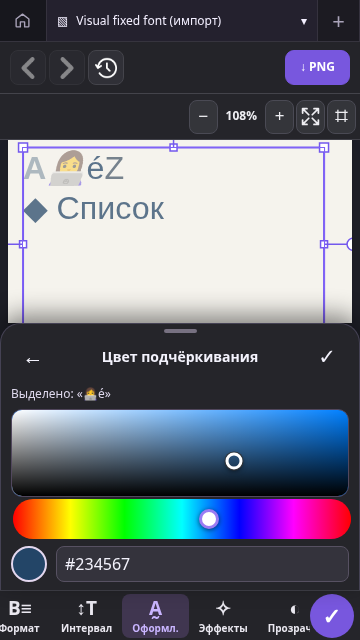 Visual fixed font (импорт)
↓ PNG
108%
A👩‍💻éZ
◆ Список
Цвет подчёркивания
Выделено: «👩‍💻é»
#234567
Формат
Интервал
Оформл.
Эффекты
Прозрач